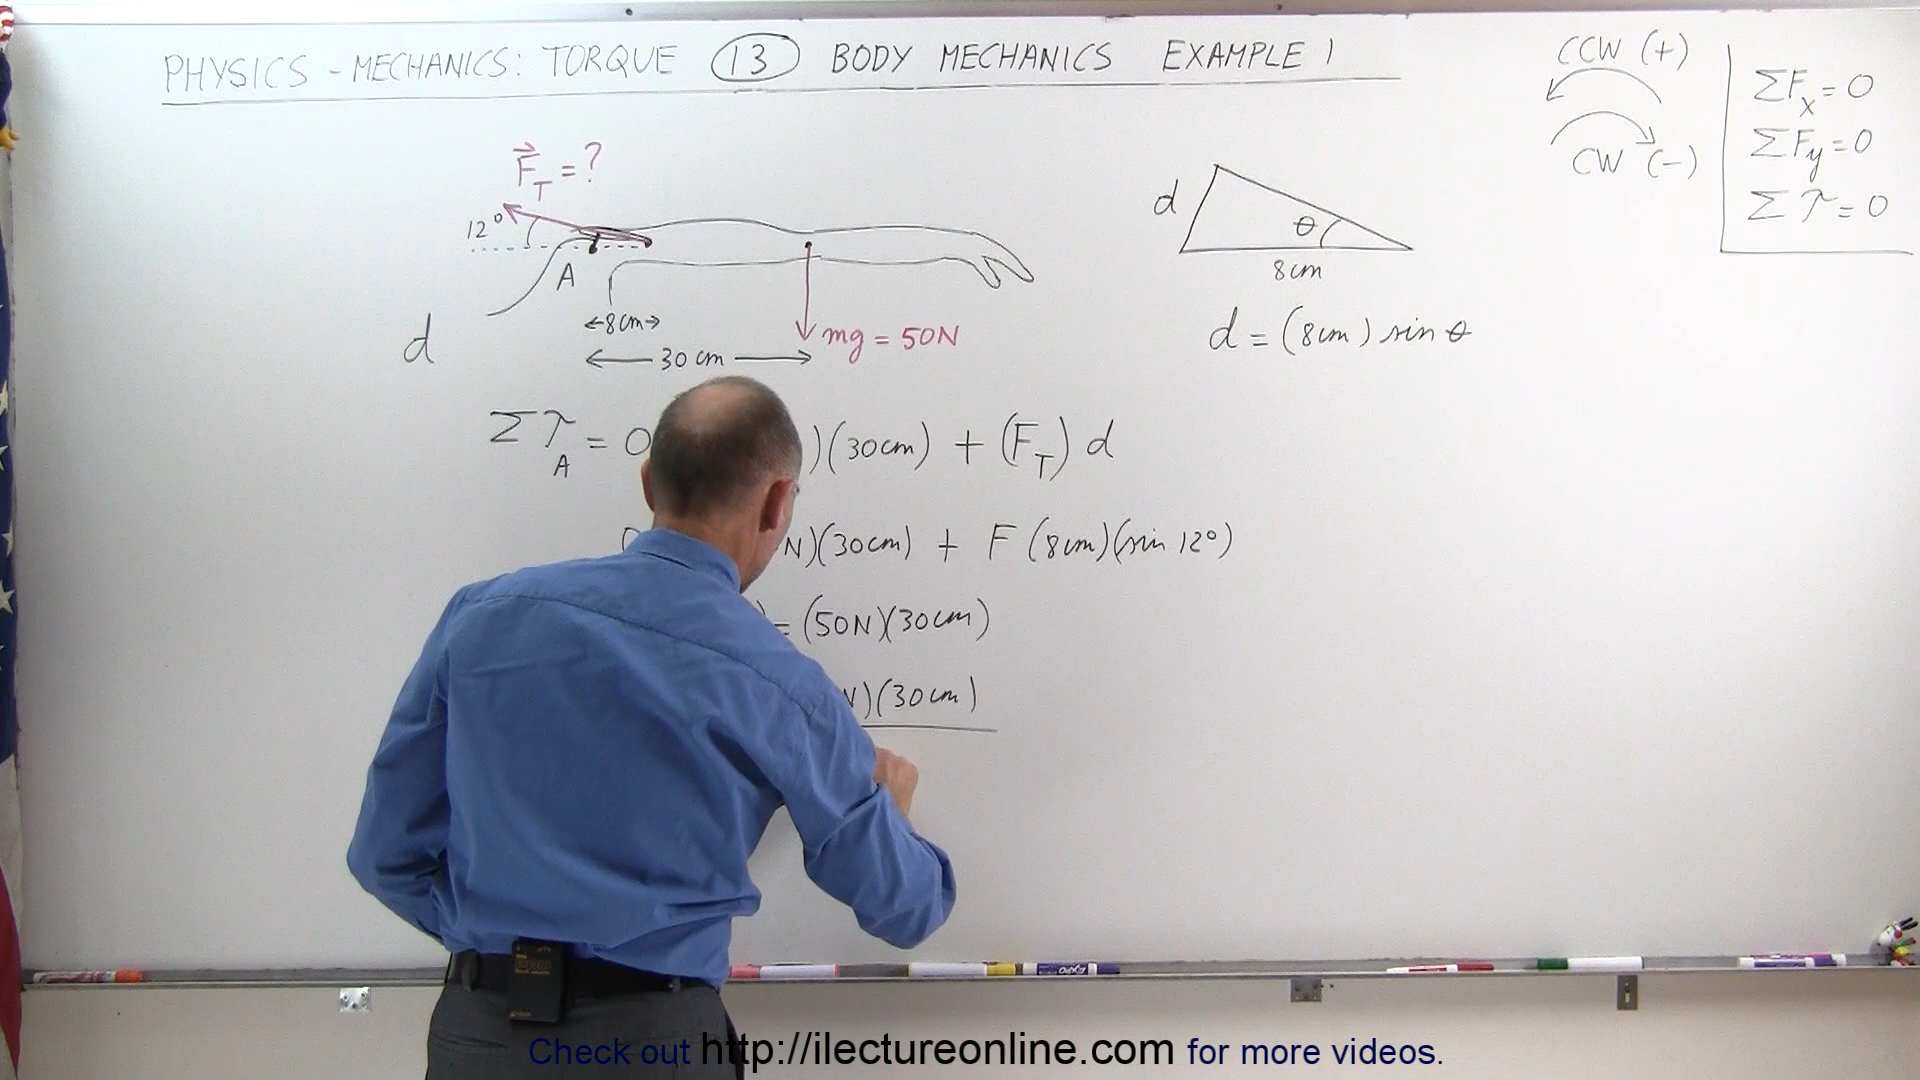 PHYSICS - MECHANICS: TORQUE 13 BODY MECHANICS EXAMPLE 1
CCW (+)
CW (-)
ΣFx = 0
ΣFy = 0
Στ = 0
F⃗T = ?
12°
A
8cm
30 cm
mg = 50N
d
d
θ
8cm
d = (8cm) sin θ
ΣτA = 0 )(30cm) + (FT) d
N)(30cm) + F (8cm)(sin 12°)
) = (50N)(30cm)
N)(30cm)
Check out http://ilectureonline.com for more videos.